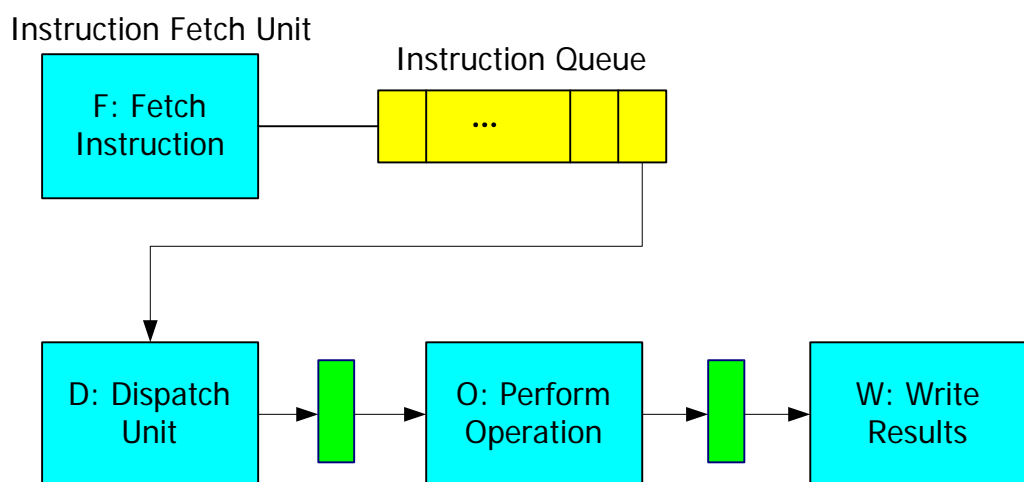 Instruction Fetch Unit
Instruction Queue
F: Fetch
Instruction
...
D: Dispatch
Unit
O: Perform
Operation
W: Write
Results